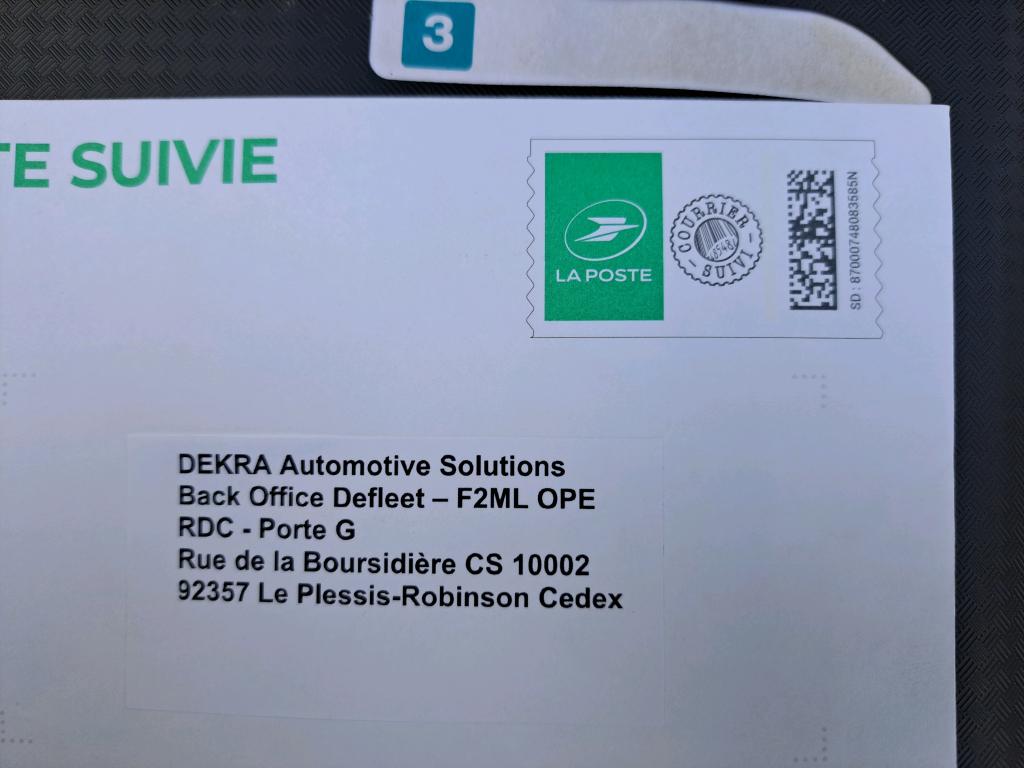 3
TE SUIVIE
LA POSTE
COURRIER
SUIVI
SD : 87000748083585N
DEKRA Automotive Solutions
Back Office Defleet – F2ML OPE
RDC - Porte G
Rue de la Boursidière CS 10002
92357 Le Plessis-Robinson Cedex